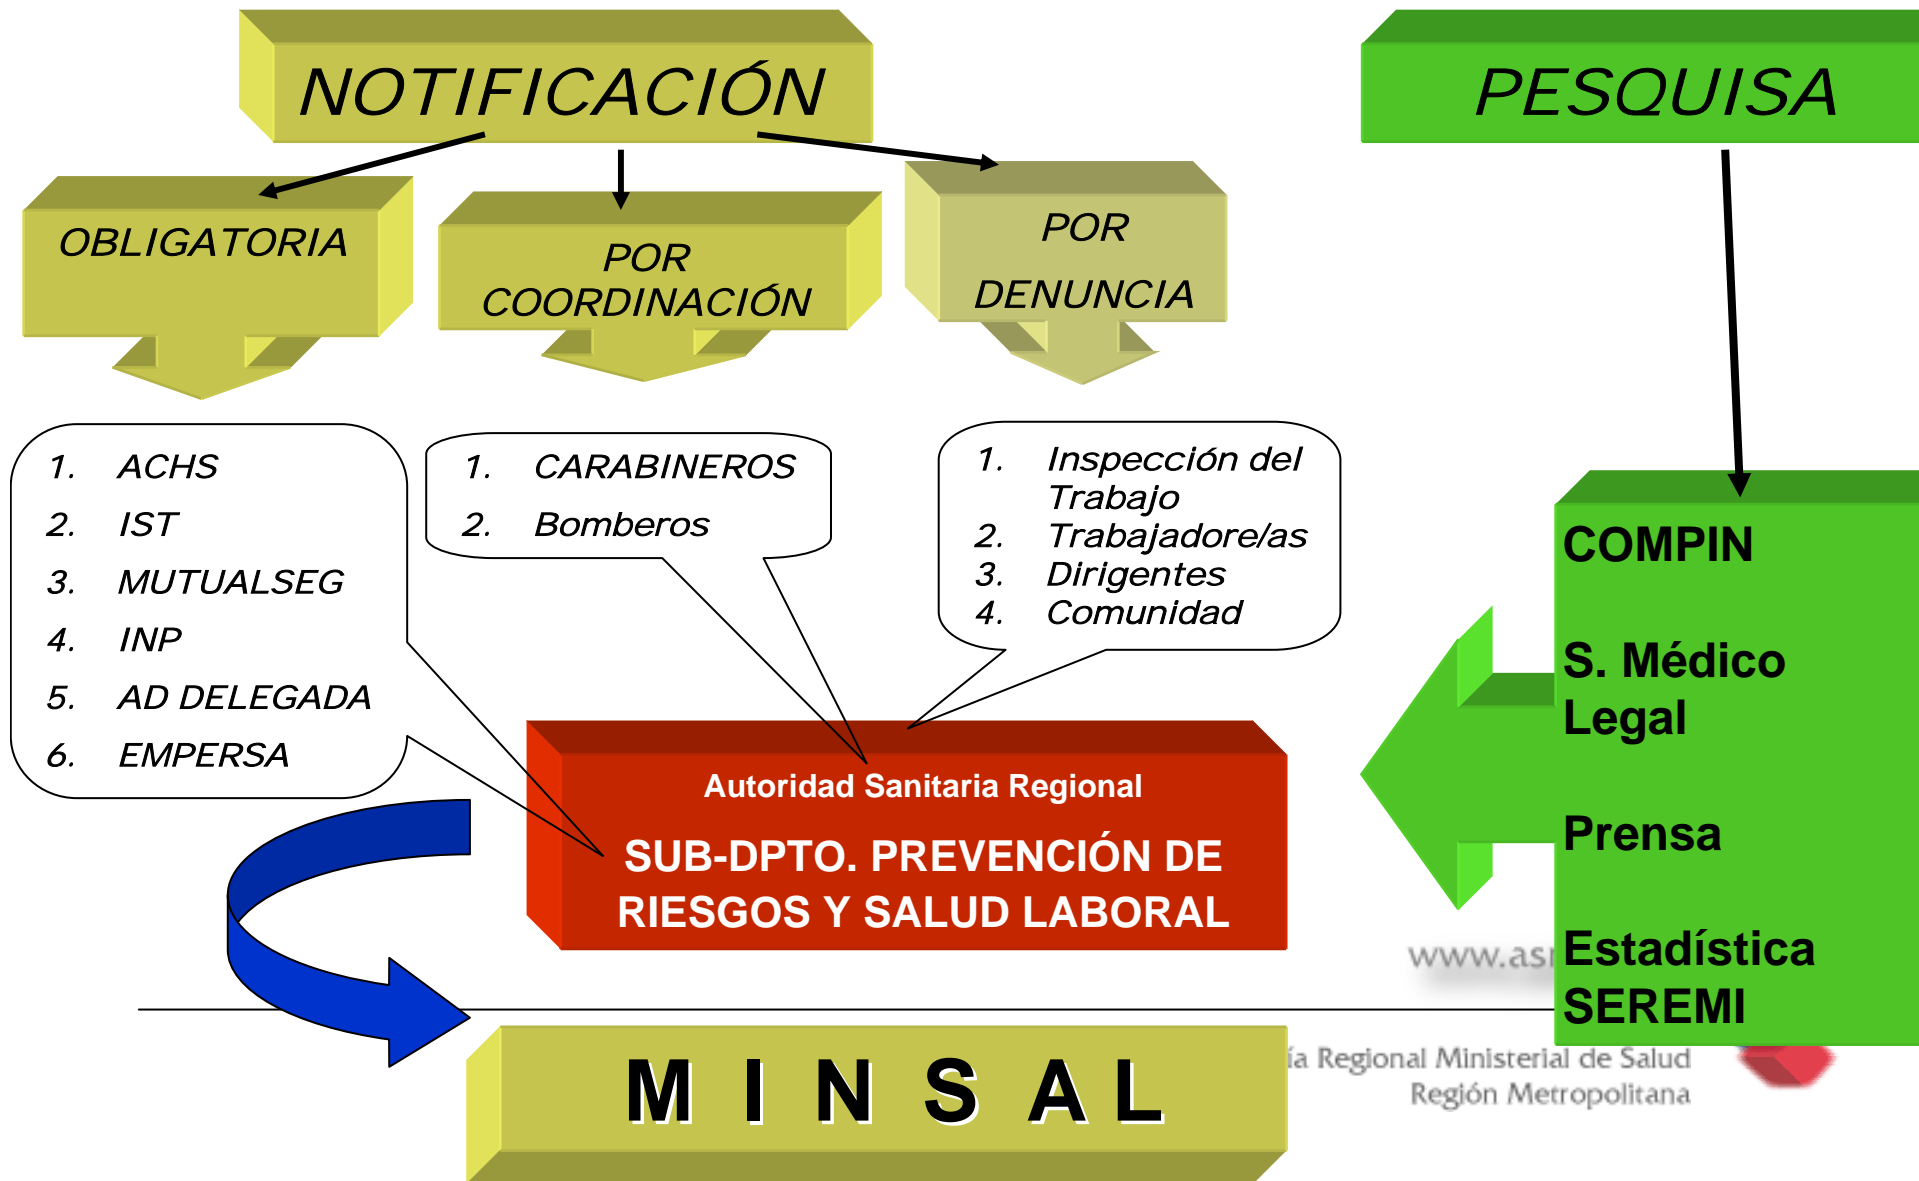 NOTIFICACIÓN
PESQUISA
OBLIGATORIA
POR
COORDINACIÓN
POR
DENUNCIA
1. ACHS
2. IST
3. MUTUALSEG
4. INP
5. AD DELEGADA
6. EMPERSA
1. CARABINEROS
2. Bomberos
1. Inspección del
Trabajo
2. Trabajadore/as
3. Dirigentes
4. Comunidad
COMPIN
S. Médico
Legal
Prensa
Estadística
SEREMI
Autoridad Sanitaria Regional
SUB-DPTO. PREVENCIÓN DE
RIESGOS Y SALUD LABORAL
M I N S A L
Regional Ministerial de Salud
Región Metropolitana